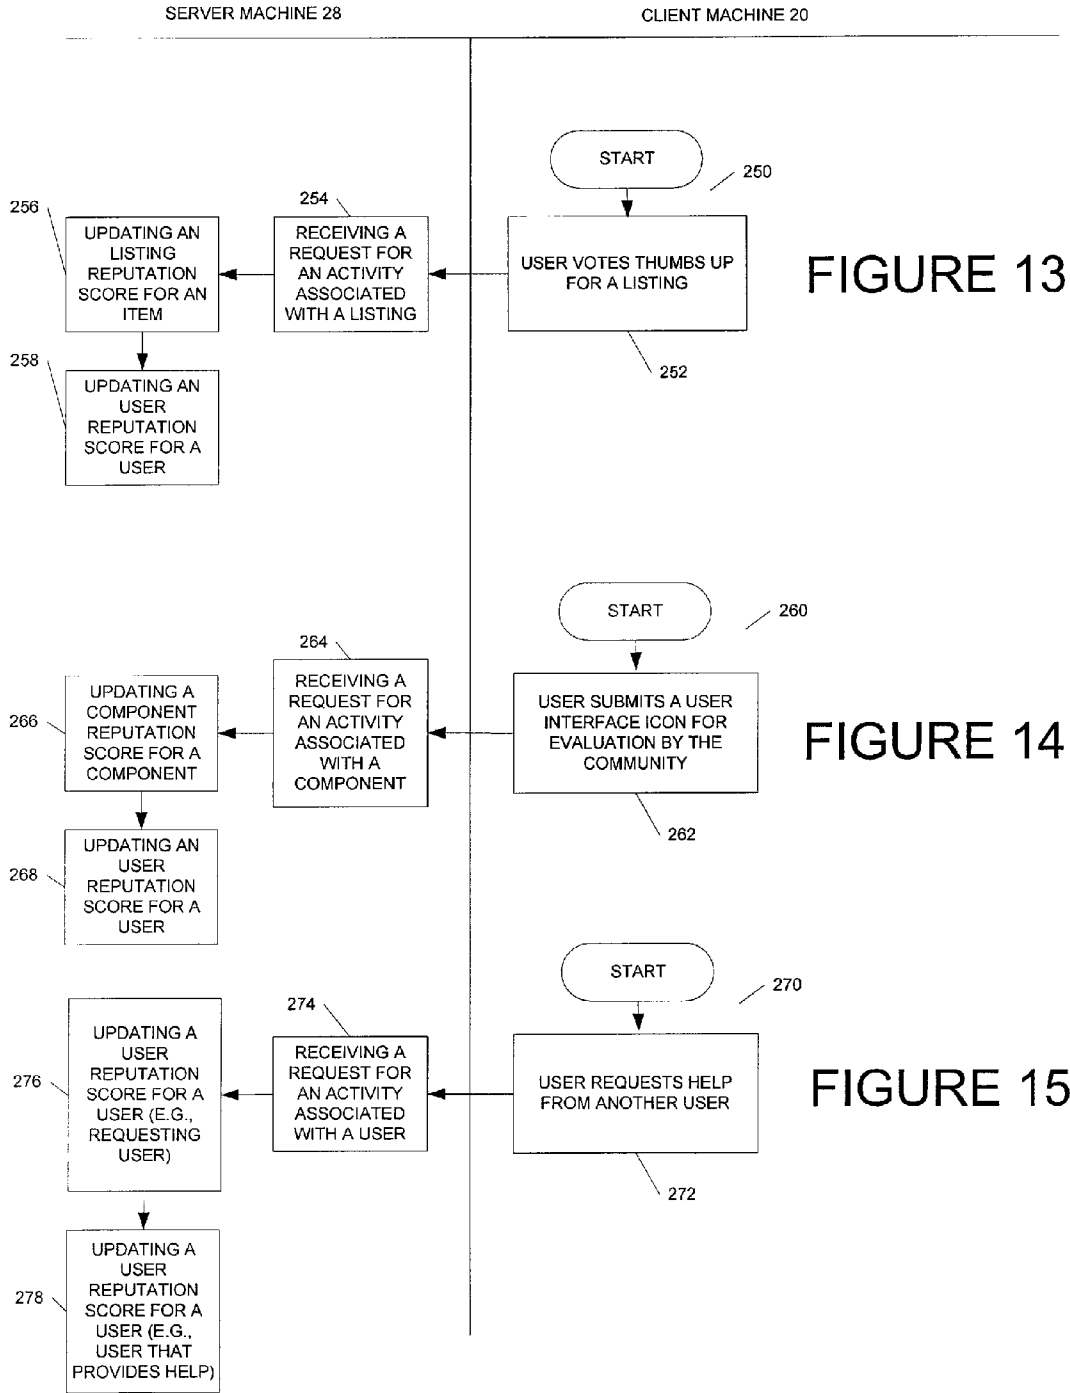 SERVER MACHINE 28
CLIENT MACHINE 20
START
250
256
254
UPDATING AN
LISTING
REPUTATION
SCORE FOR AN
ITEM
RECEIVING A
REQUEST FOR
AN ACTIVITY
ASSOCIATED
WITH A LISTING
USER VOTES THUMBS UP
FOR A LISTING
FIGURE 13
258
252
UPDATING AN
USER
REPUTATION
SCORE FOR A
USER
START
260
264
266
UPDATING A
COMPONENT
REPUTATION
SCORE FOR A
COMPONENT
RECEIVING A
REQUEST FOR
AN ACTIVITY
ASSOCIATED
WITH A
COMPONENT
USER SUBMITS A USER
INTERFACE ICON FOR
EVALUATION BY THE
COMMUNITY
FIGURE 14
262
268
UPDATING AN
USER
REPUTATION
SCORE FOR A
USER
START
270
274
276
UPDATING A
USER
REPUTATION
SCORE FOR A
USER (E.G.,
REQUESTING
USER)
RECEIVING A
REQUEST FOR
AN ACTIVITY
ASSOCIATED
WITH A USER
USER REQUESTS HELP
FROM ANOTHER USER
FIGURE 15
272
278
UPDATING A
USER
REPUTATION
SCORE FOR A
USER (E.G.,
USER THAT
PROVIDES HELP)